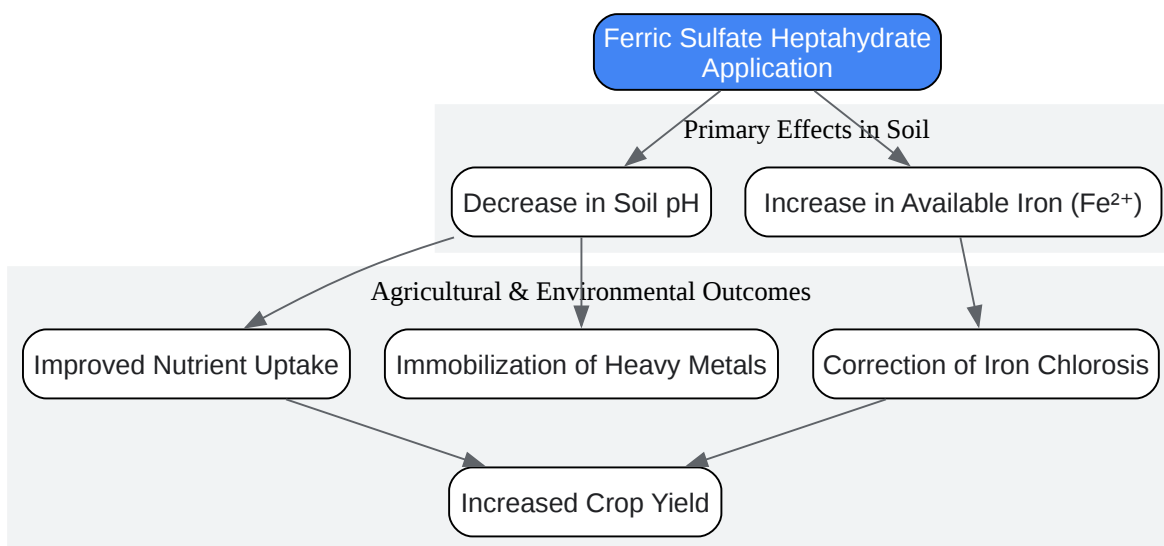 Ferric Sulfate Heptahydrate
Application
Primary Effects in Soil
Decrease in Soil pH
Increase in Available Iron (Fe²⁺)
Agricultural & Environmental Outcomes
Improved Nutrient Uptake
Immobilization of Heavy Metals
Correction of Iron Chlorosis
Increased Crop Yield